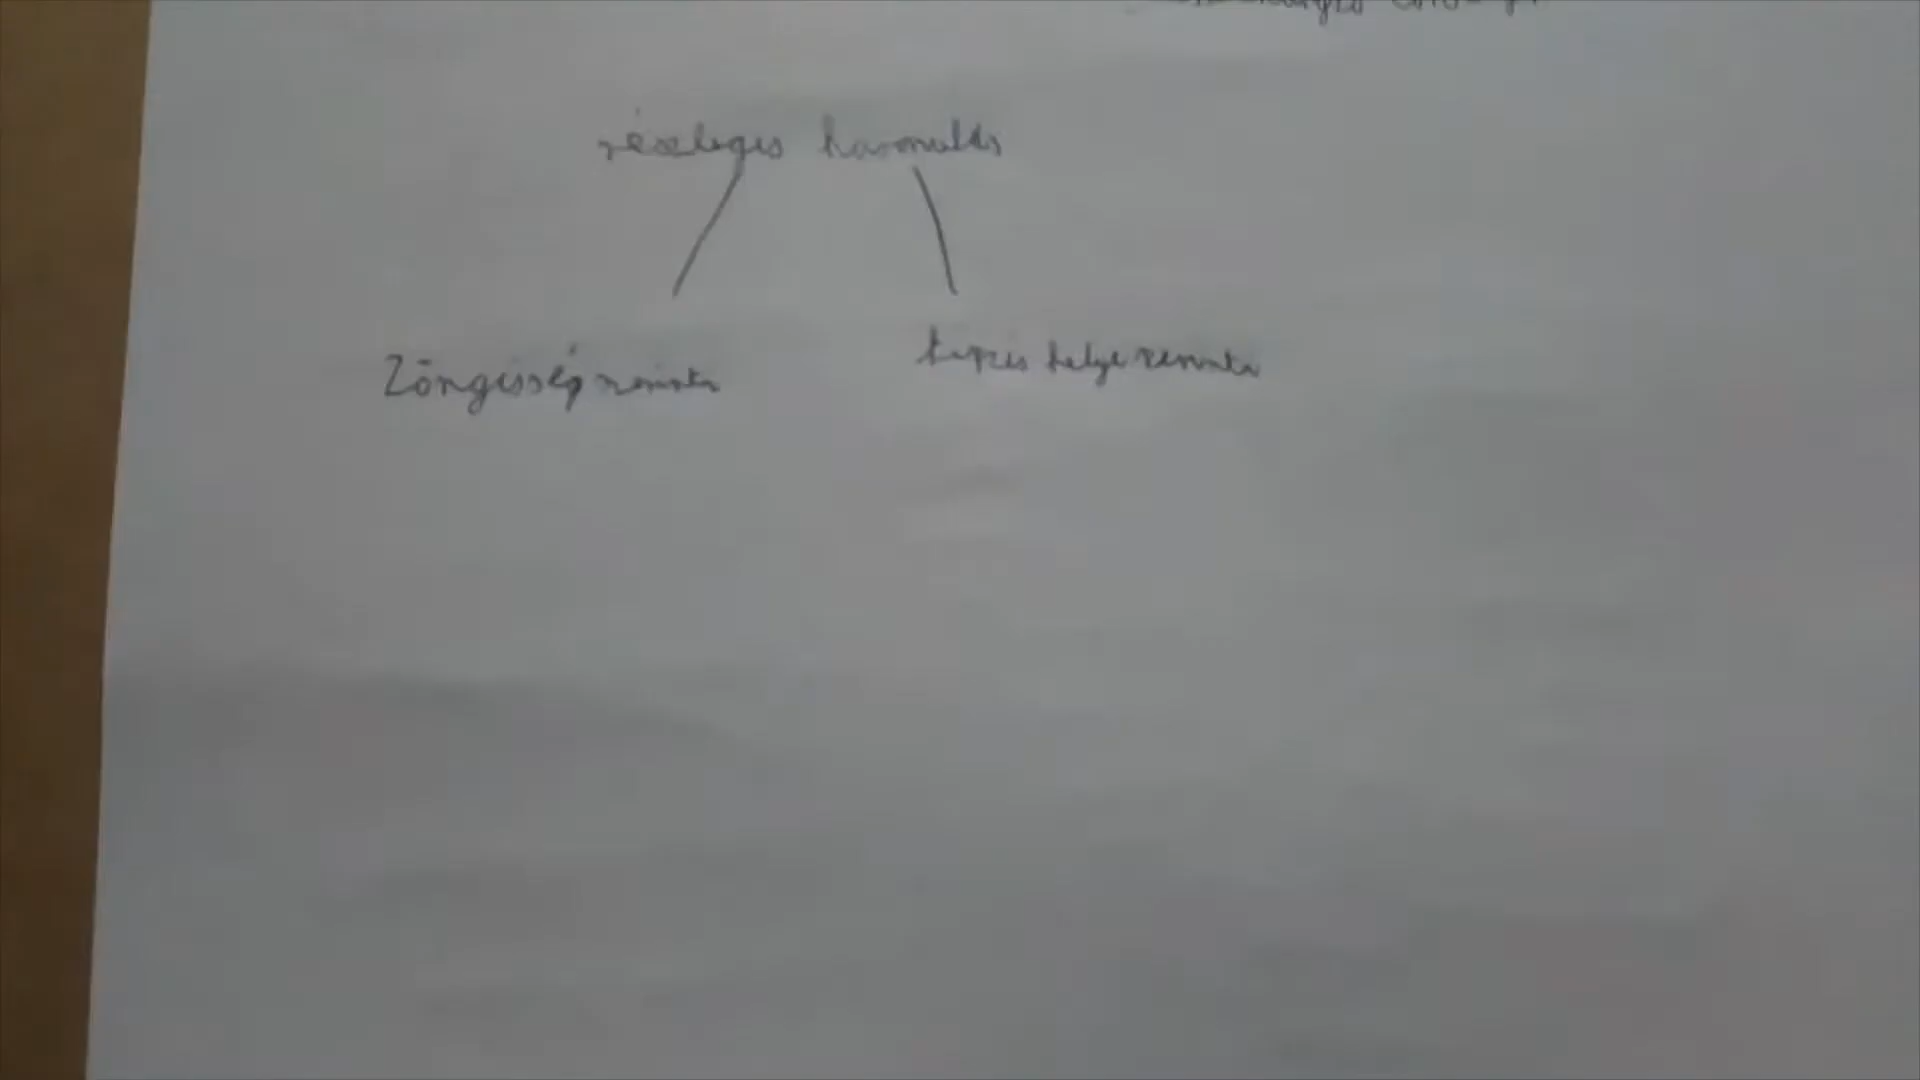 részleges hasonulás
Zöngésség szerinti
képzés helye szerinti